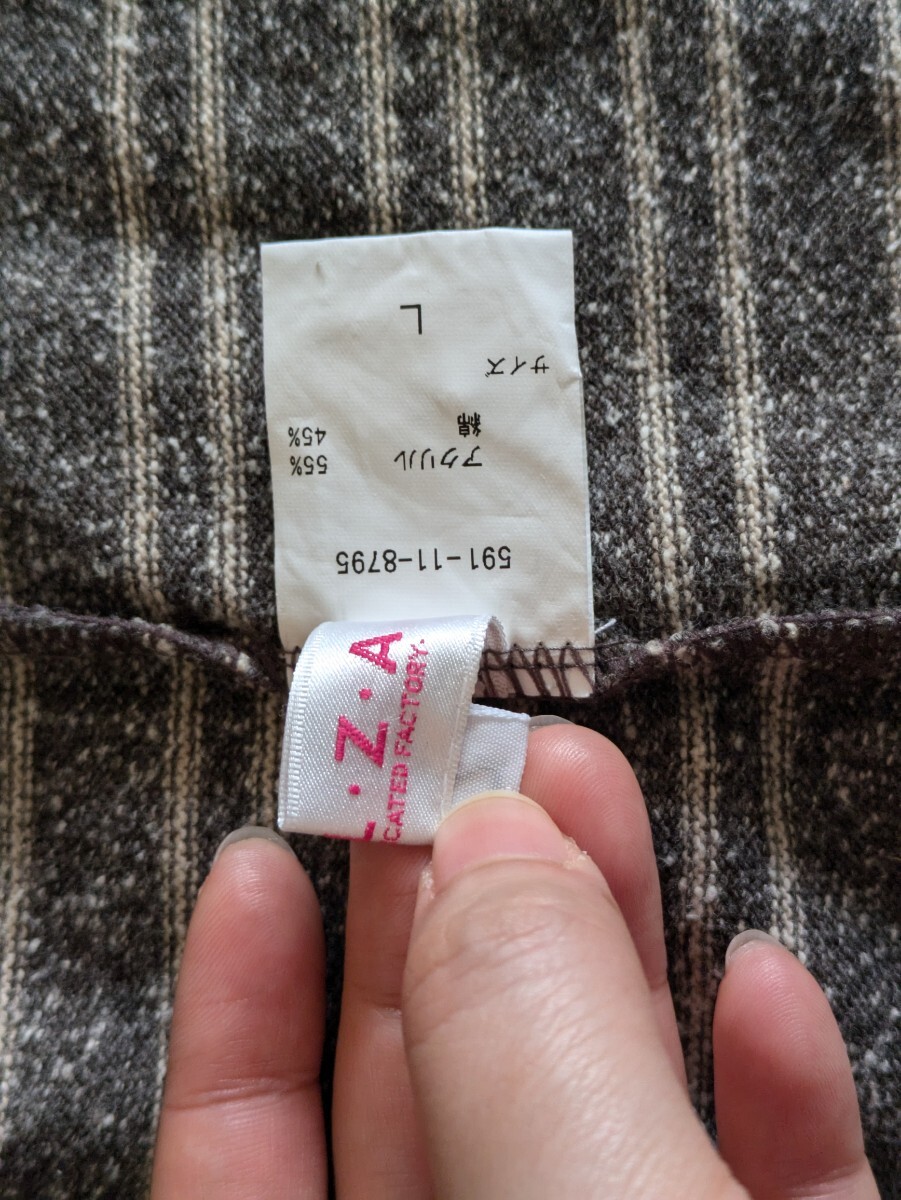 591-11-8795
アクリル 55%
綿 45%
サイズ
L
Z・A
CATED FACTORY.